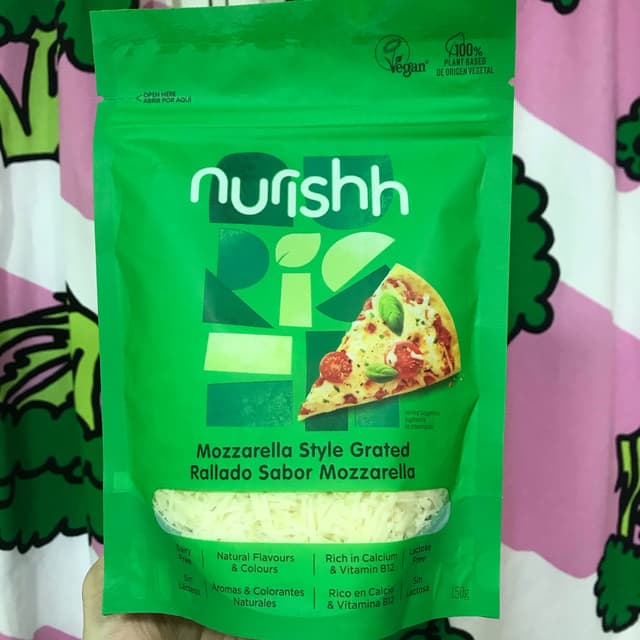 Vegan
100%
PLANT BASED
DE ORIGEN VEGETAL
OPEN HERE
ABRIR POR AQUÍ
nurishh
Mozzarella Style Grated
Rallado Sabor Mozzarella
Dairy
Free
Natural Flavours
& Colours
Rich in Calcium
& Vitamin B12
Lactose
Free
Sin
Lácteos
Aromas & Colorantes
Naturales
Rico en Calcio
& Vitamina B12
Sin
Lactosa
150g